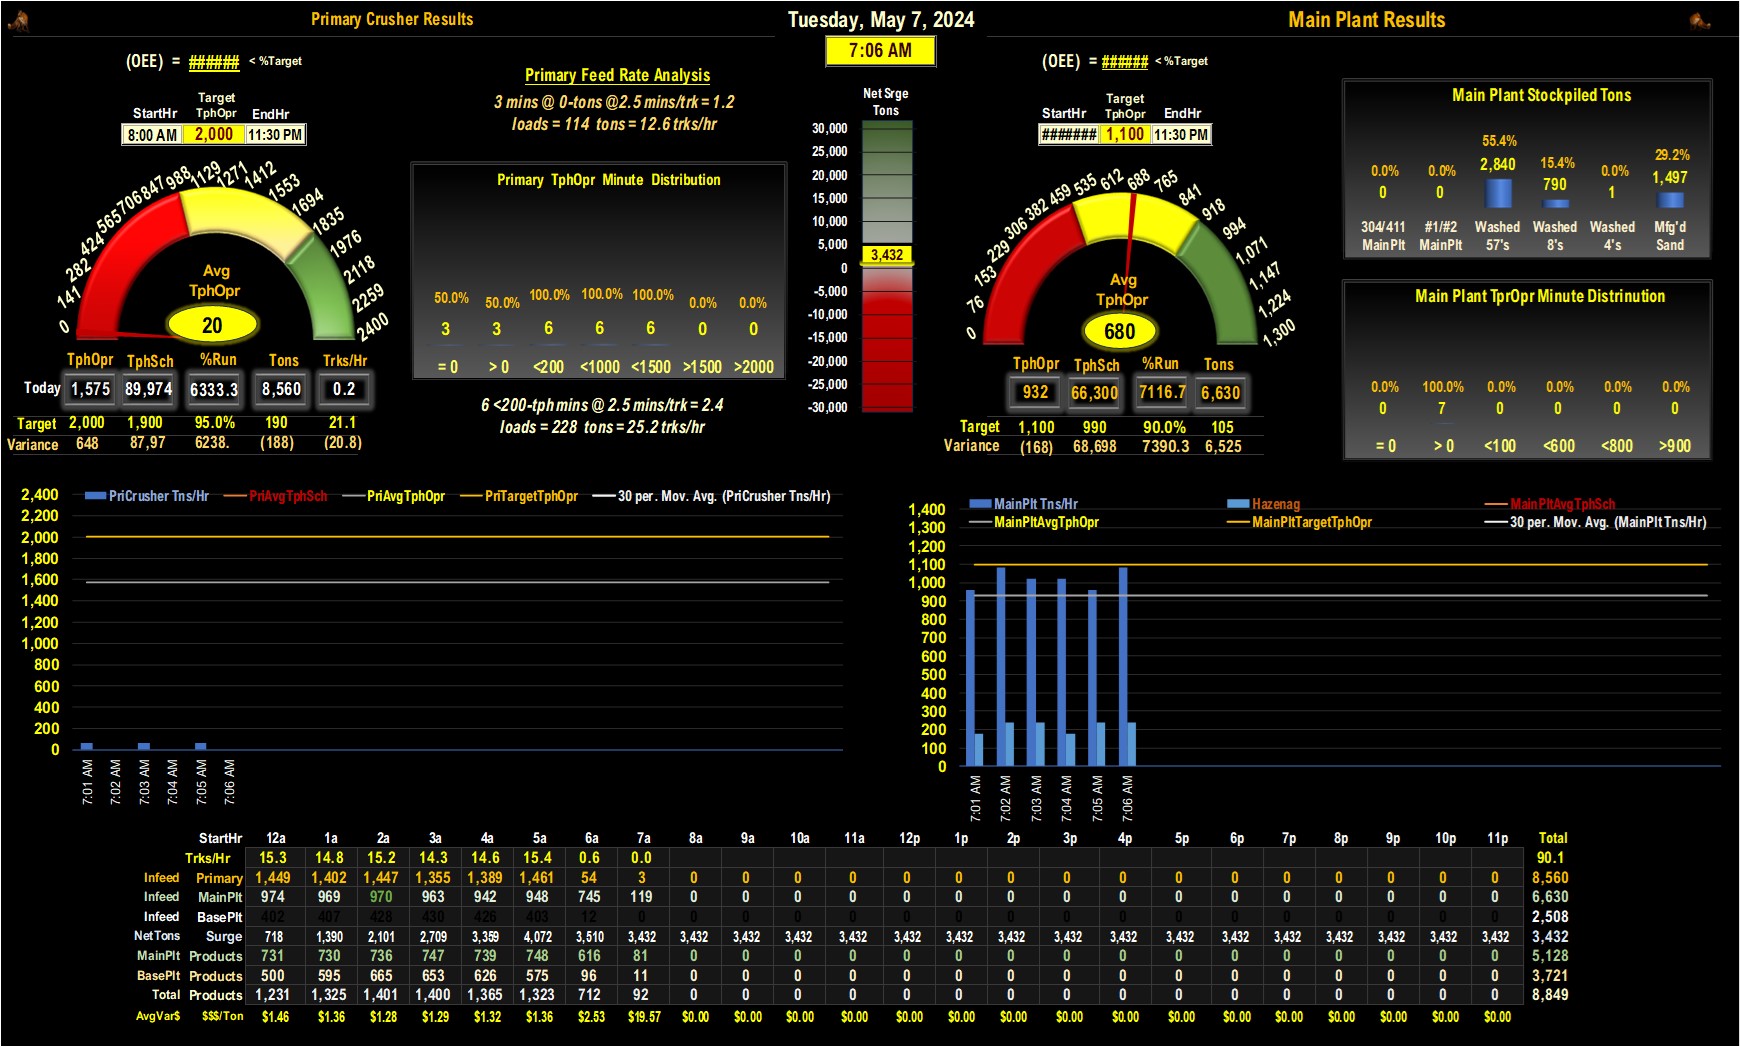 Primary Crusher Results
Tuesday, May 7, 2024
Main Plant Results
7:06 AM
(OEE) = ###### < %Target
Target
StartHr TphOpr EndHr
8:00 AM 2,000 11:30 PM
Primary Feed Rate Analysis
3 mins @ 0-tons @2.5 mins/trk = 1.2
loads = 114 tons = 12.6 trks/hr
0 141 282 424 565 706 847 988 1129 1271 1412 1553 1694 1835 1976 2118 2259 2400
Avg
TphOpr
20
TphOpr TphSch %Run Tons Trks/Hr
Today 1,575 89,974 6333.3 8,560 0.2
Target 2,000 1,900 95.0% 190 21.1
Variance 648 87,97 6238. (188) (20.8)
Primary TphOpr Minute Distribution
50.0% 50.0% 100.0% 100.0% 100.0% 0.0% 0.0%
3 3 6 6 6 0 0
= 0 > 0 <200 <1000 <1500 >1500 >2000
6 <200-tph mins @ 2.5 mins/trk = 2.4
loads = 228 tons = 25.2 trks/hr
Net Srge
Tons
30,000
25,000
20,000
15,000
10,000
5,000
3,432
0
-5,000
-10,000
-15,000
-20,000
-25,000
-30,000
(OEE) = ###### < %Target
Target
StartHr TphOpr EndHr
####### 1,100 11:30 PM
0 76 153 229 306 382 459 535 612 688 765 841 918 994 1,071 1,147 1,224 1,300
Avg
TphOpr
680
TphOpr TphSch %Run Tons
932 66,300 7116.7 6,630
Target 1,100 990 90.0% 105
Variance (168) 68,698 7390.3 6,525
Main Plant Stockpiled Tons
0.0% 0.0% 55.4% 15.4% 0.0% 29.2%
0 0 2,840 790 1 1,497
304/411 #1/#2 Washed Washed Washed Mfg'd
MainPlt MainPlt 57's 8's 4's Sand
Main Plant TprOpr Minute Distrinution
0.0% 100.0% 0.0% 0.0% 0.0% 0.0%
0 7 0 0 0 0
= 0 > 0 <100 <600 <800 >900
PriCrusher Tns/Hr PriAvgTphSch PriAvgTphOpr PriTargetTphOpr 30 per. Mov. Avg. (PriCrusher Tns/Hr)
2,400
2,200
2,000
1,800
1,600
1,400
1,200
1,000
800
600
400
200
0
7:01 AM 7:02 AM 7:03 AM 7:04 AM 7:05 AM 7:06 AM
MainPlt Tns/Hr Hazenag MainPltAvgTphSch
MainPltAvgTphOpr MainPltTargetTphOpr 30 per. Mov. Avg. (MainPlt Tns/Hr)
1,400
1,300
1,200
1,100
1,000
900
800
700
600
500
400
300
200
100
0
7:01 AM 7:02 AM 7:03 AM 7:04 AM 7:05 AM 7:06 AM
StartHr 12a 1a 2a 3a 4a 5a 6a 7a 8a 9a 10a 11a 12p 1p 2p 3p 4p 5p 6p 7p 8p 9p 10p 11p Total
Trks/Hr 15.3 14.8 15.2 14.3 14.6 15.4 0.6 0.0 90.1
Infeed Primary 1,449 1,402 1,447 1,355 1,389 1,461 54 3 0 0 0 0 0 0 0 0 0 0 0 0 0 0 0 0 8,560
Infeed MainPlt 974 969 970 963 942 948 745 119 0 0 0 0 0 0 0 0 0 0 0 0 0 0 0 0 6,630
Infeed BasePlt 402 407 428 430 426 403 12 0 0 0 0 0 0 0 0 0 0 0 0 0 0 0 0 0 2,508
NetTons Surge 718 1,390 2,101 2,709 3,359 4,072 3,510 3,432 3,432 3,432 3,432 3,432 3,432 3,432 3,432 3,432 3,432 3,432 3,432 3,432 3,432 3,432 3,432 3,432 3,432
MainPlt Products 731 730 736 747 739 748 616 81 0 0 0 0 0 0 0 0 0 0 0 0 0 0 0 0 5,128
BasePlt Products 500 595 665 653 626 575 96 11 0 0 0 0 0 0 0 0 0 0 0 0 0 0 0 0 3,721
Total Products 1,231 1,325 1,401 1,400 1,365 1,323 712 92 0 0 0 0 0 0 0 0 0 0 0 0 0 0 0 0 8,849
AvgVar$ $$$/Ton $1.46 $1.36 $1.28 $1.29 $1.32 $1.36 $2.53 $19.57 $0.00 $0.00 $0.00 $0.00 $0.00 $0.00 $0.00 $0.00 $0.00 $0.00 $0.00 $0.00 $0.00 $0.00 $0.00 $0.00